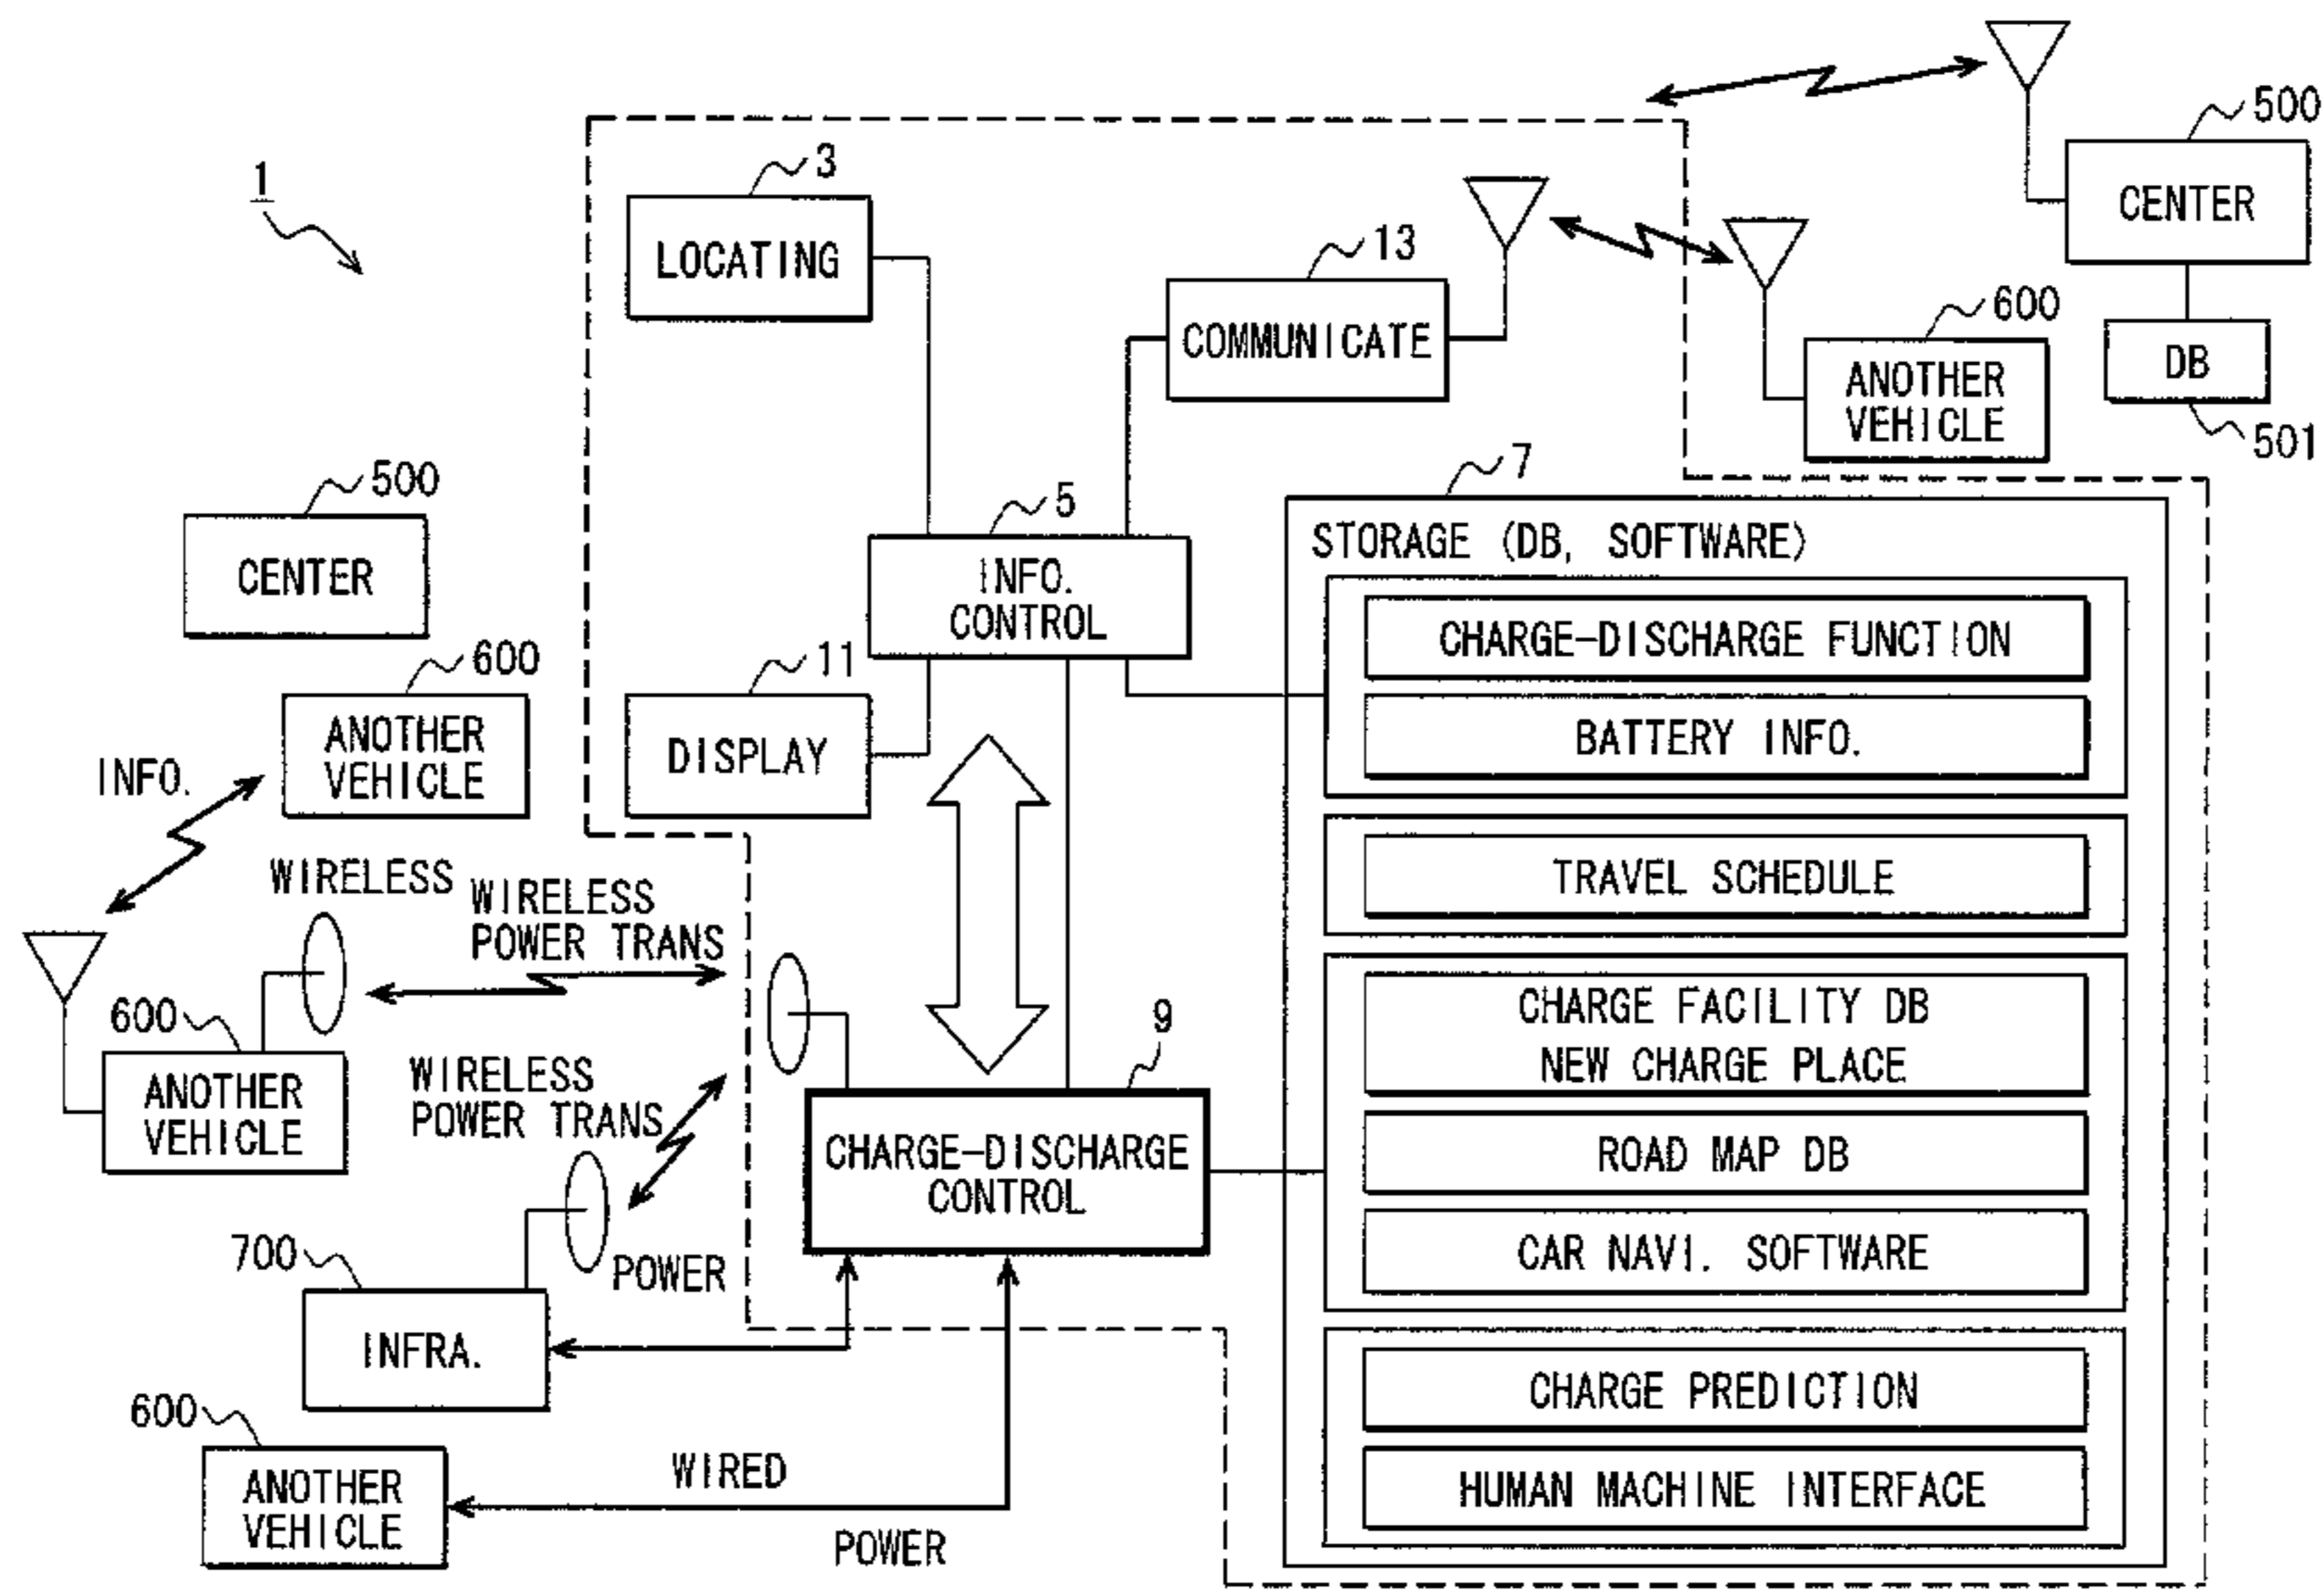 1
3
LOCATING
13
COMMUNICATE
500
CENTER
DB
501
600
ANOTHER
VEHICLE
500
CENTER
600
ANOTHER
VEHICLE
INFO.
5
INFO.
CONTROL
11
DISPLAY
7
STORAGE (DB, SOFTWARE)
CHARGE-DISCHARGE FUNCTION
BATTERY INFO.
TRAVEL SCHEDULE
CHARGE FACILITY DB
NEW CHARGE PLACE
ROAD MAP DB
CAR NAVI. SOFTWARE
CHARGE PREDICTION
HUMAN MACHINE INTERFACE
WIRELESS
WIRELESS
POWER TRANS
600
ANOTHER
VEHICLE
WIRELESS
POWER TRANS
9
CHARGE-DISCHARGE
CONTROL
700
INFRA.
POWER
600
ANOTHER
VEHICLE
WIRED
POWER